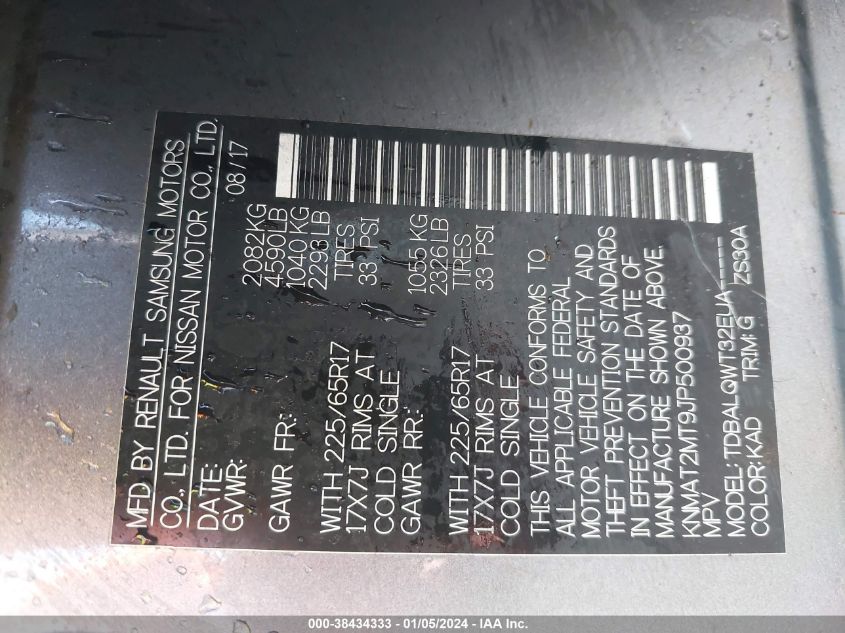 MFD BY RENAULT SAMSUNG MOTORS
CO., LTD. FOR NISSAN MOTOR CO., LTD.
DATE: 08/17
GVWR: 2082KG
4590LB
GAWR FR: 1040 KG
2293LB
WITH 225/65R17 TIRES
17X7J RIMS AT 33 PSI
COLD SINGLE
GAWR RR: 1055 KG
2326LB
WITH 225/65R17 TIRES
17X7J RIMS AT 33 PSI
COLD SINGLE
THIS VEHICLE CONFORMS TO
ALL APPLICABLE FEDERAL
MOTOR VEHICLE SAFETY AND
THEFT PREVENTION STANDARDS
IN EFFECT ON THE DATE OF
MANUFACTURE SHOWN ABOVE.
KNMAT2MT9JP500937
MPV
MODEL: TDBALQWT32EUA-----
COLOR:KAD TRIM:G ZS30A
000-38434333 - 01/05/2024 - IAA Inc.